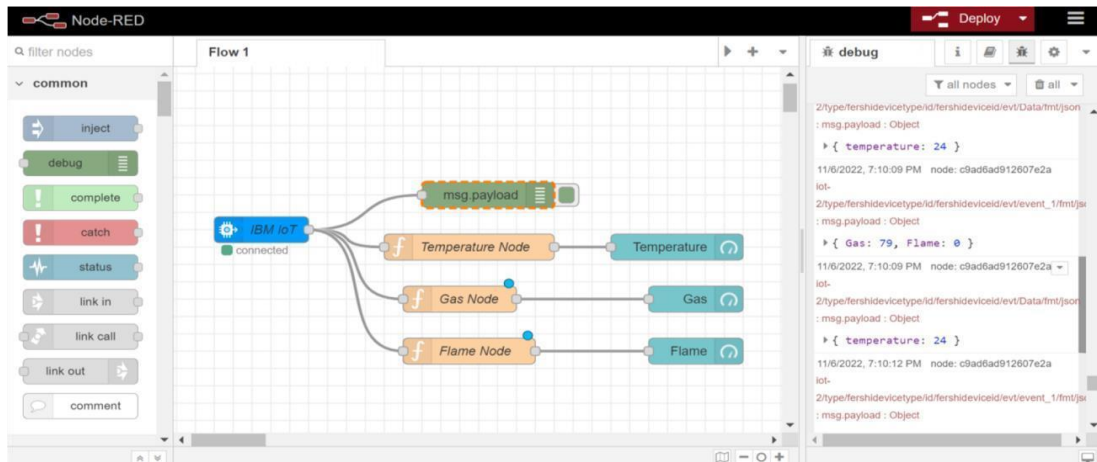 Node-RED
Deploy
filter nodes
common
inject
debug
complete
catch
status
link in
link call
link out
comment
Flow 1
msg.payload
IBM IoT
connected
Temperature Node
Temperature
Gas Node
Gas
Flame Node
Flame
debug
all nodes
all
2/type/fershidevicetype/id/fershideviceid/evt/Data/fmt/json
: msg.payload : Object
{ temperature: 24 }
11/6/2022, 7:10:09 PM node: c9ad6ad912607e2a
iot-
2/type/fershidevicetype/id/fershideviceid/evt/event_1/fmt/js
: msg.payload : Object
{ Gas: 79, Flame: 0 }
11/6/2022, 7:10:09 PM node: c9ad6ad912607e2a
iot-
2/type/fershidevicetype/id/fershideviceid/evt/Data/fmt/json
: msg.payload : Object
{ temperature: 24 }
11/6/2022, 7:10:12 PM node: c9ad6ad912607e2a
iot-
2/type/fershidevicetype/id/fershideviceid/evt/event_1/fmt/js
: msg.payload : Object